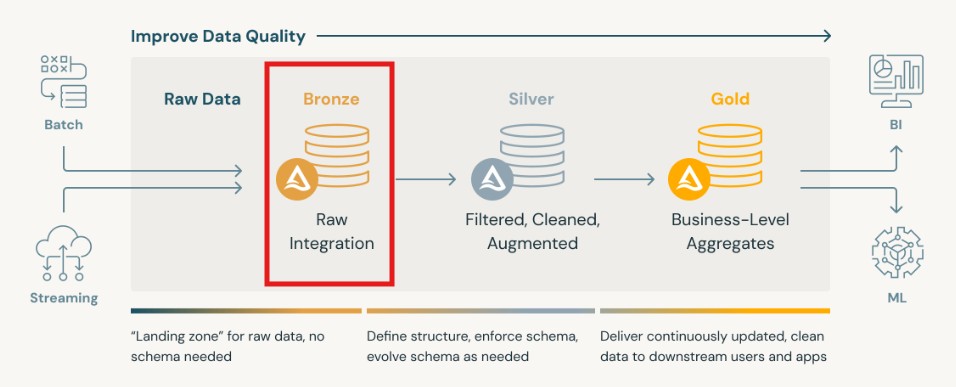 Improve Data Quality
Batch
Streaming
Raw Data
Bronze
Raw
Integration
Silver
Filtered, Cleaned,
Augmented
Gold
Business-Level
Aggregates
BI
ML
“Landing zone” for raw data, no
schema needed
Define structure, enforce schema,
evolve schema as needed
Deliver continuously updated, clean
data to downstream users and apps